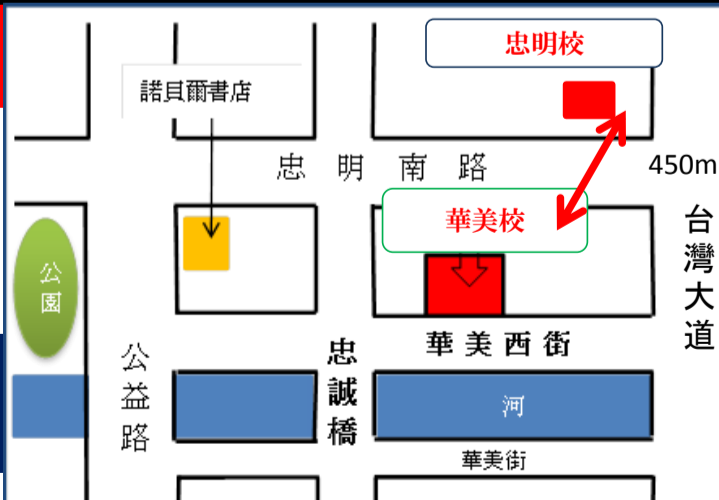 忠明校
諾貝爾書店
忠明南路
450m
華美校
台灣大道
公園
華美西街
公益路
忠誠橋
河
華美街